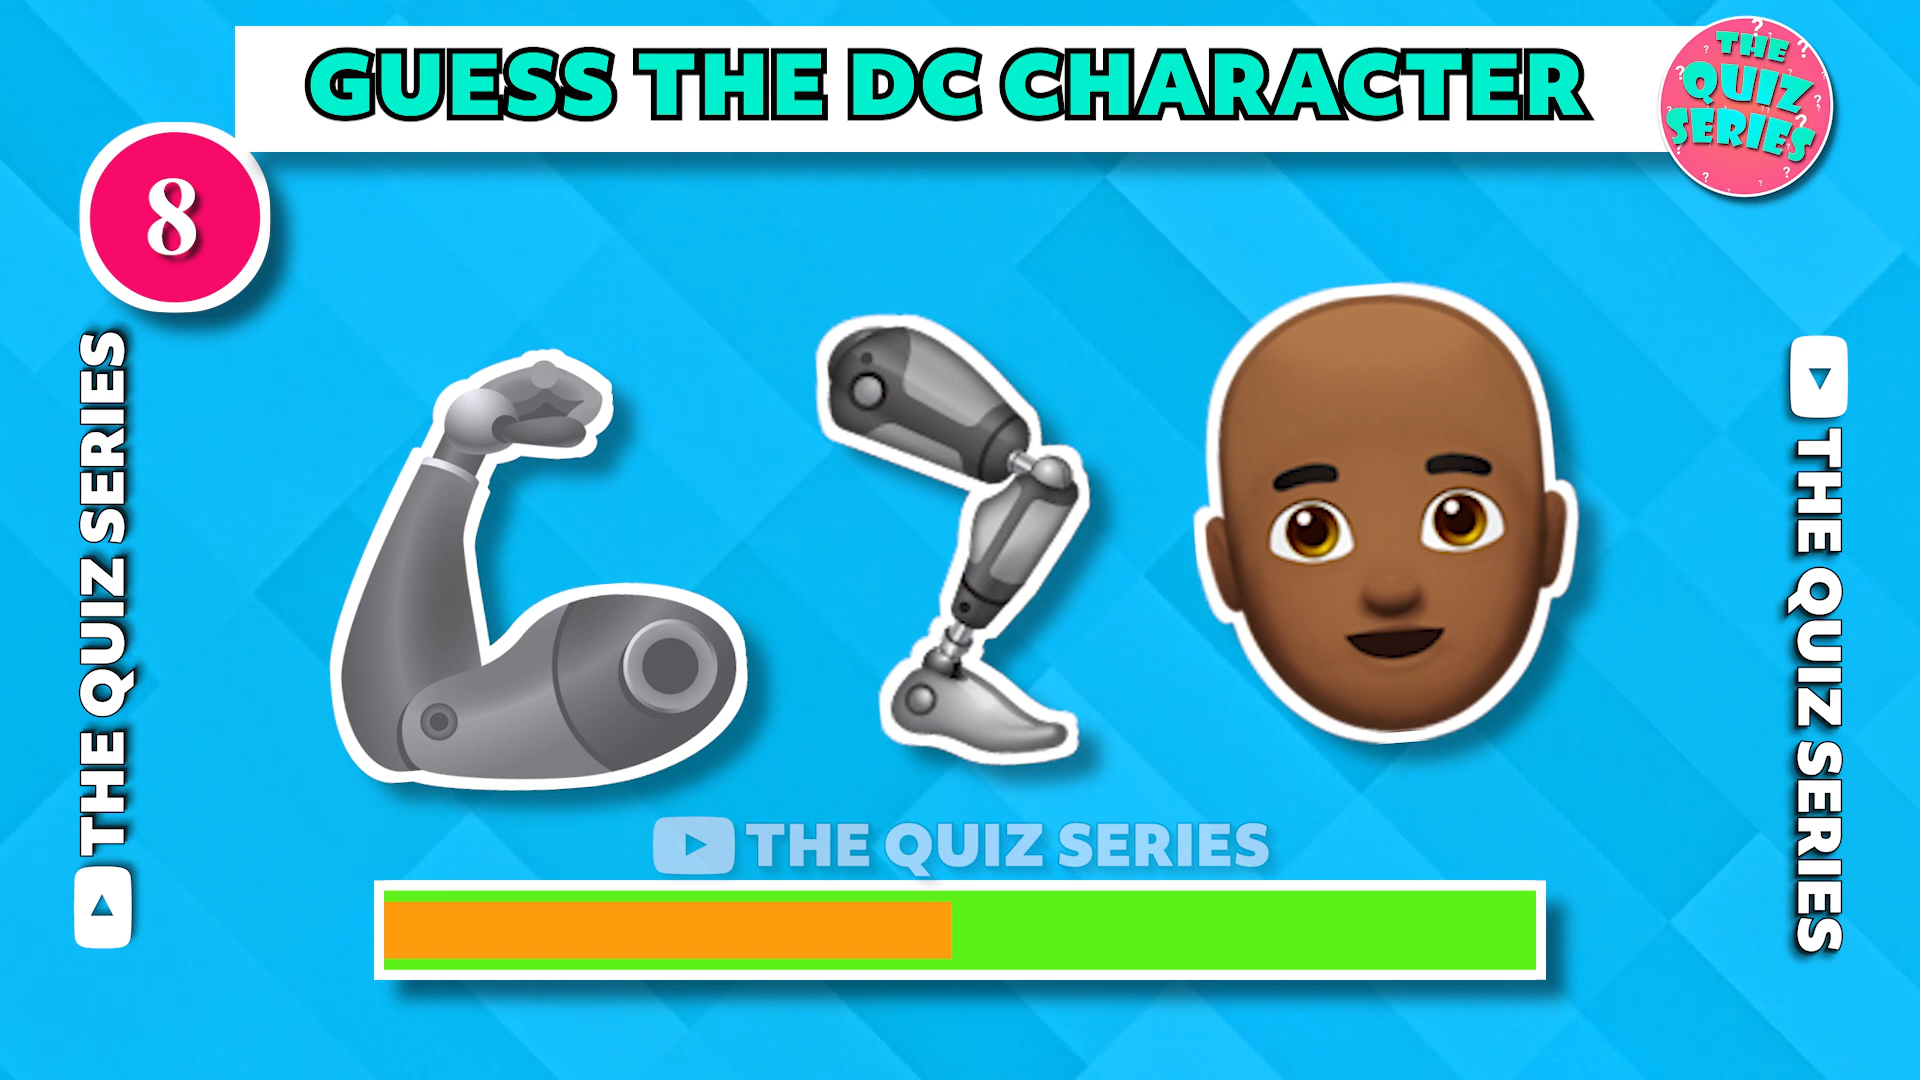 GUESS THE DC CHARACTER
THE
QUIZ
SERIES
8
THE QUIZ SERIES
THE QUIZ SERIES
THE QUIZ SERIES